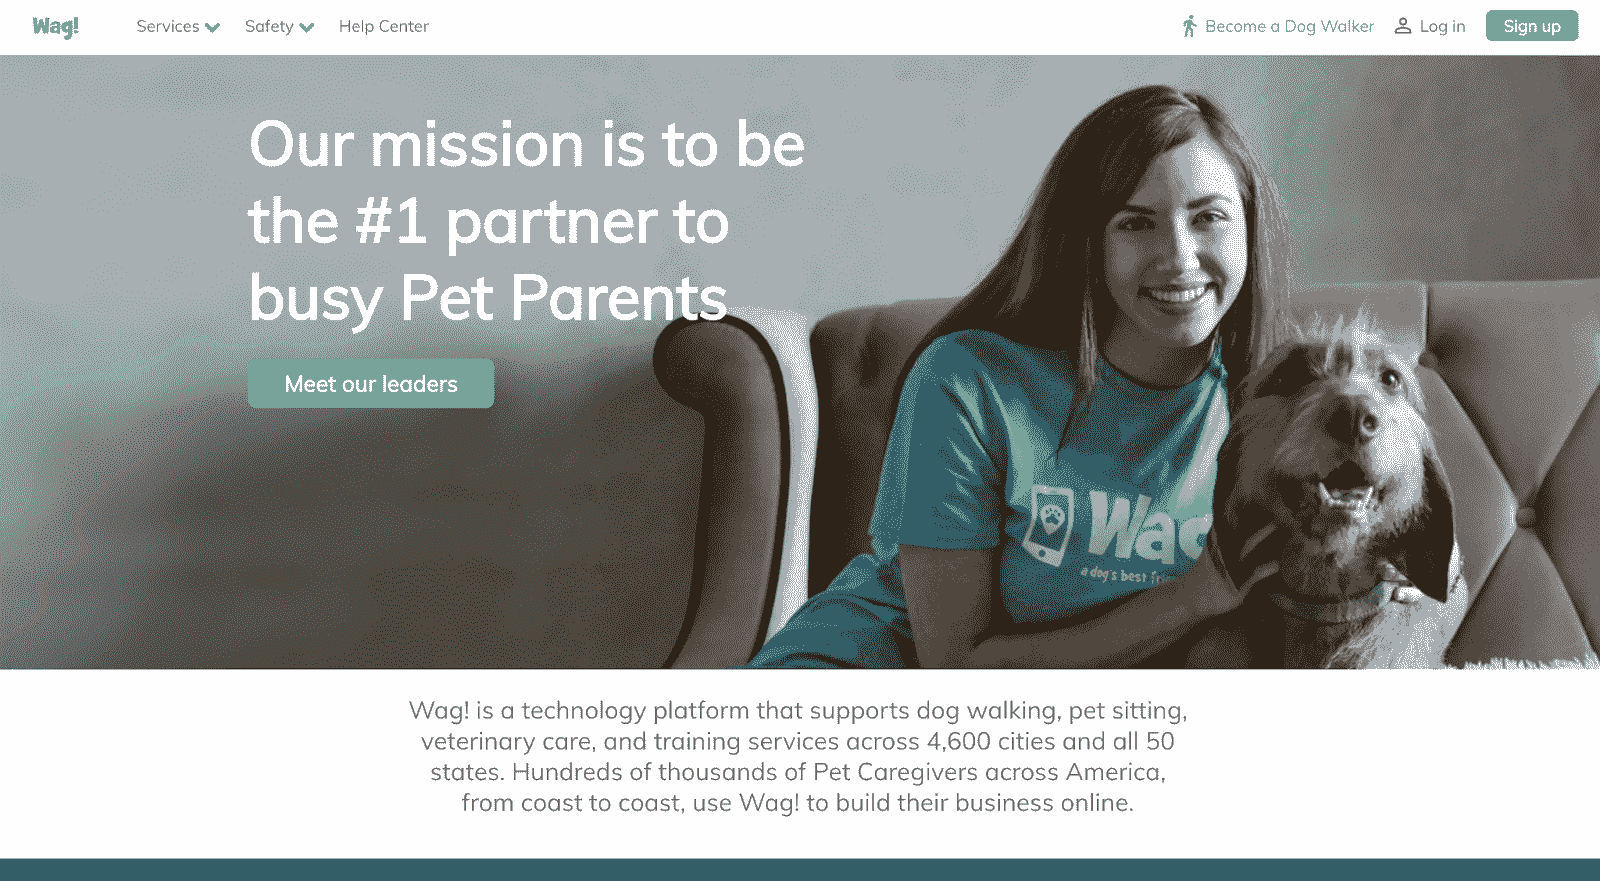 Wag!
Services
Safety
Help Center
Become a Dog Walker
Log in
Sign up
Our mission is to be
the #1 partner to
busy Pet Parents
Meet our leaders
Wag
a dog's best
Wag! is a technology platform that supports dog walking, pet sitting,
veterinary care, and training services across 4,600 cities and all 50
states. Hundreds of thousands of Pet Caregivers across America,
from coast to coast, use Wag! to build their business online.